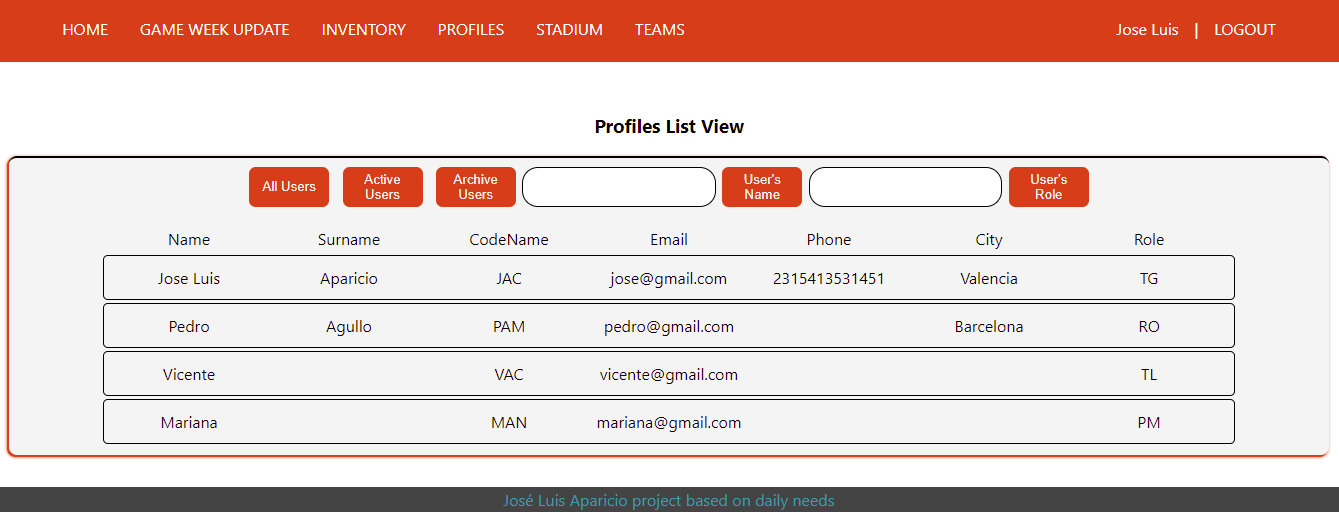 HOME GAME WEEK UPDATE INVENTORY PROFILES STADIUM TEAMS Jose Luis | LOGOUT
Profiles List View
All Users
Active
Users
Archive
Users
User's
Name
User's
Role
Name Surname CodeName Email Phone City Role
Jose Luis Aparicio JAC jose@gmail.com 2315413531451 Valencia TG
Pedro Agullo PAM pedro@gmail.com Barcelona RO
Vicente VAC vicente@gmail.com TL
Mariana MAN mariana@gmail.com PM
José Luis Aparicio project based on daily needs